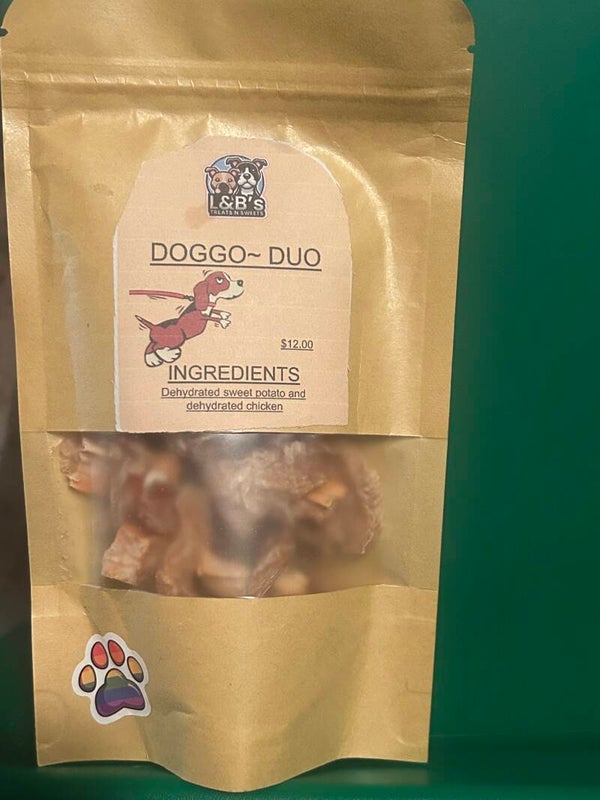 L&B's
TREATS N SWEETS
DOGGO~ DUO
$12.00
INGREDIENTS
Dehydrated sweet potato and
dehydrated chicken